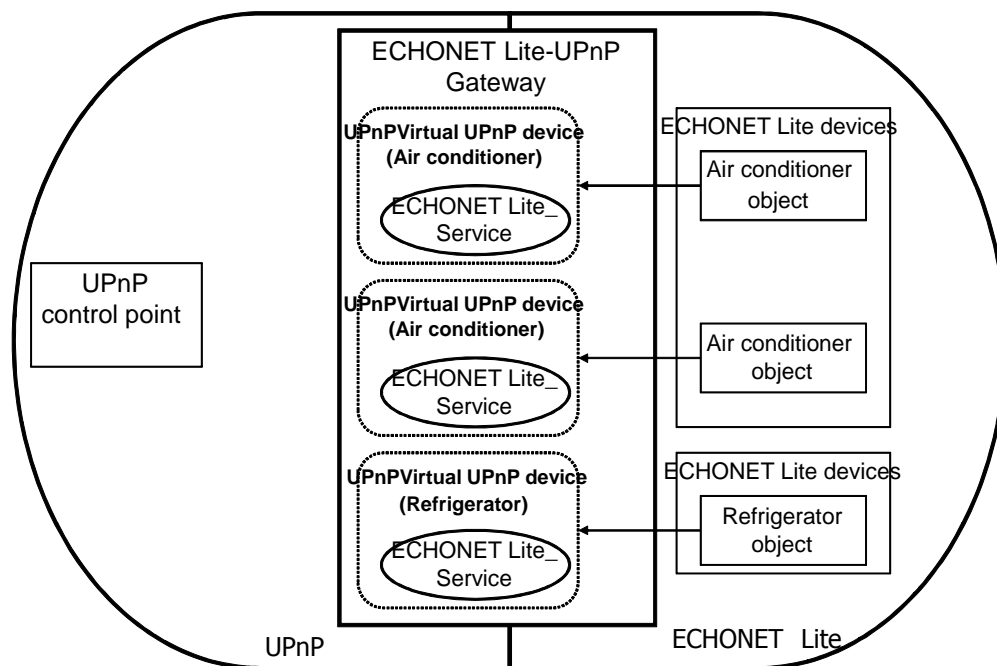 ECHONET Lite-UPnP
Gateway
UPnPVirtual UPnP device
(Air conditioner)
ECHONET Lite_
Service
UPnPVirtual UPnP device
(Air conditioner)
ECHONET Lite_
Service
UPnPVirtual UPnP device
(Refrigerator)
ECHONET Lite_
Service
UPnP
control point
ECHONET Lite devices
Air conditioner
object
Air conditioner
object
ECHONET Lite devices
Refrigerator
object
UPnP
ECHONET Lite